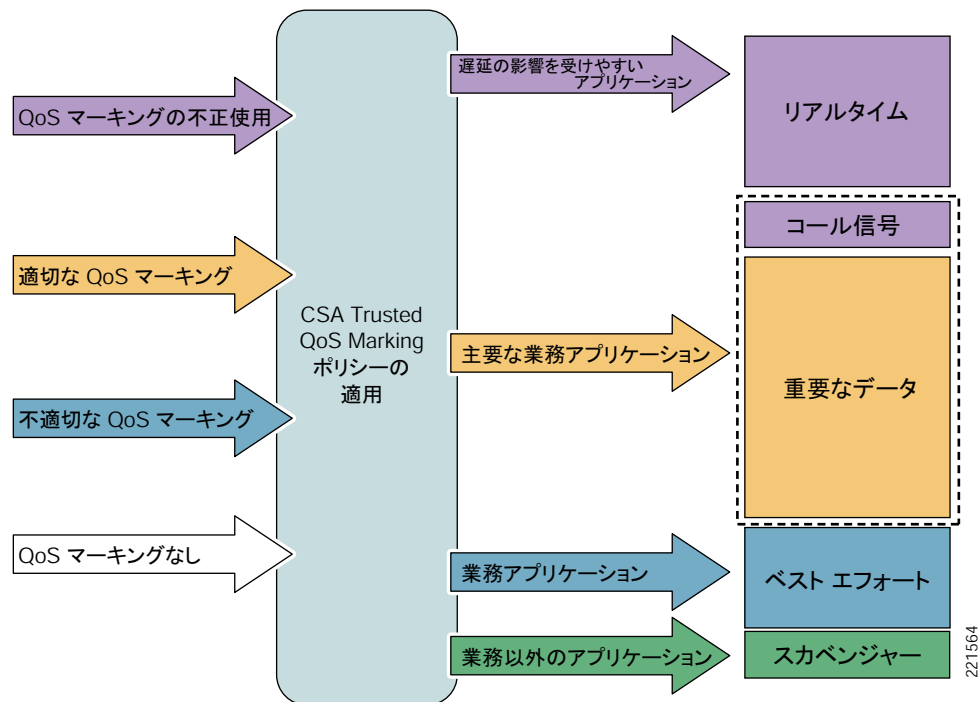 QoS マーキングの不正使用
適切な QoS マーキング
不適切な QoS マーキング
QoS マーキングなし
CSA Trusted
QoS Marking
ポリシーの
適用
遅延の影響を受けやすい
アプリケーション
主要な業務アプリケーション
業務アプリケーション
業務以外のアプリケーション
リアルタイム
コール信号
重要なデータ
ベスト エフォート
スカベンジャー
221564